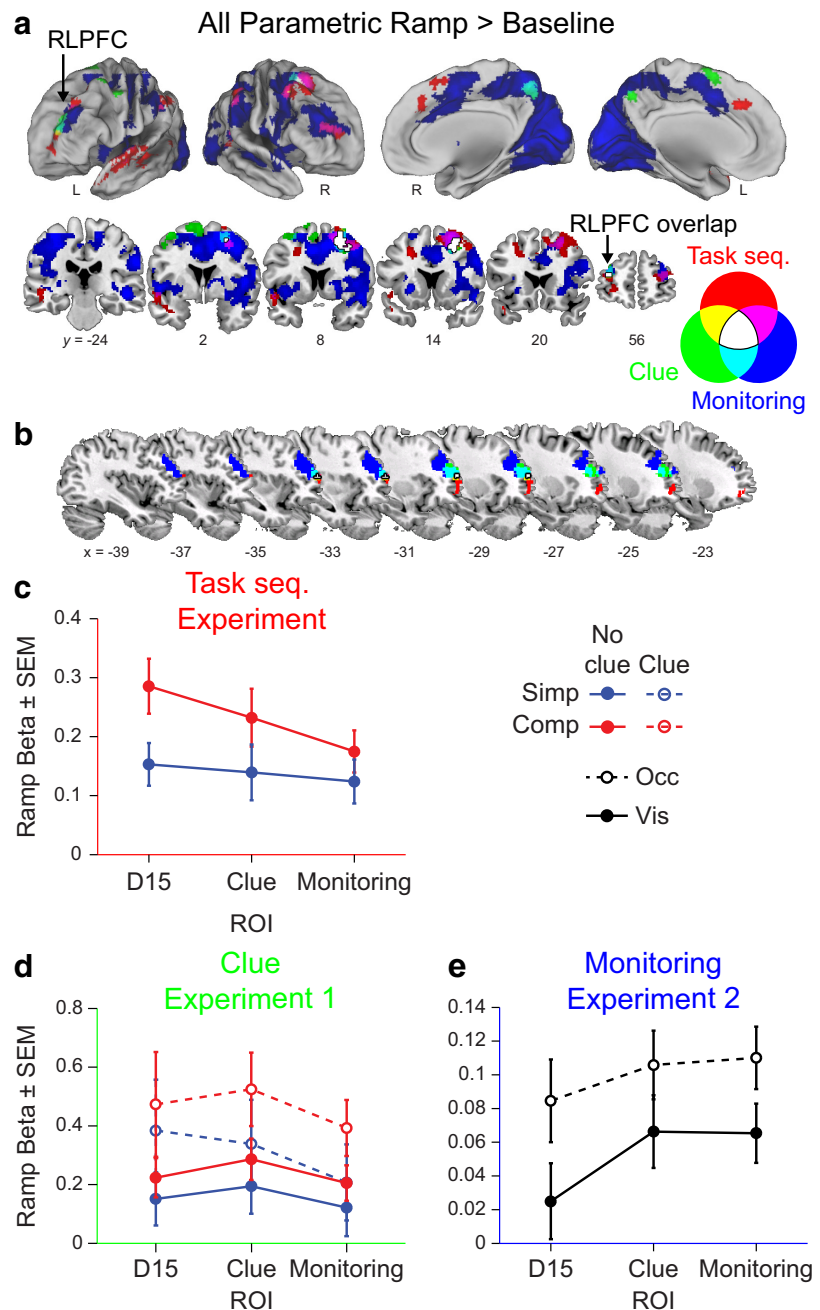 a
All Parametric Ramp > Baseline
RLPFC
L
R
R
L
RLPFC overlap
Task seq.
Clue
Monitoring
y = -24
2
8
14
20
56
b
x = -39
-37
-35
-33
-31
-29
-27
-25
-23
c
Task seq.
Experiment
Ramp Beta ± SEM
0.4
0.3
0.2
0.1
0
D15
Clue
Monitoring
ROI
No
clue
Clue
Simp
Comp
Occ
Vis
d
Clue
Experiment 1
Ramp Beta ± SEM
0.8
0.6
0.4
0.2
0
D15
Clue
Monitoring
ROI
e
Monitoring
Experiment 2
0.14
0.12
0.1
0.08
0.06
0.04
0.02
0
D15
Clue
Monitoring
ROI